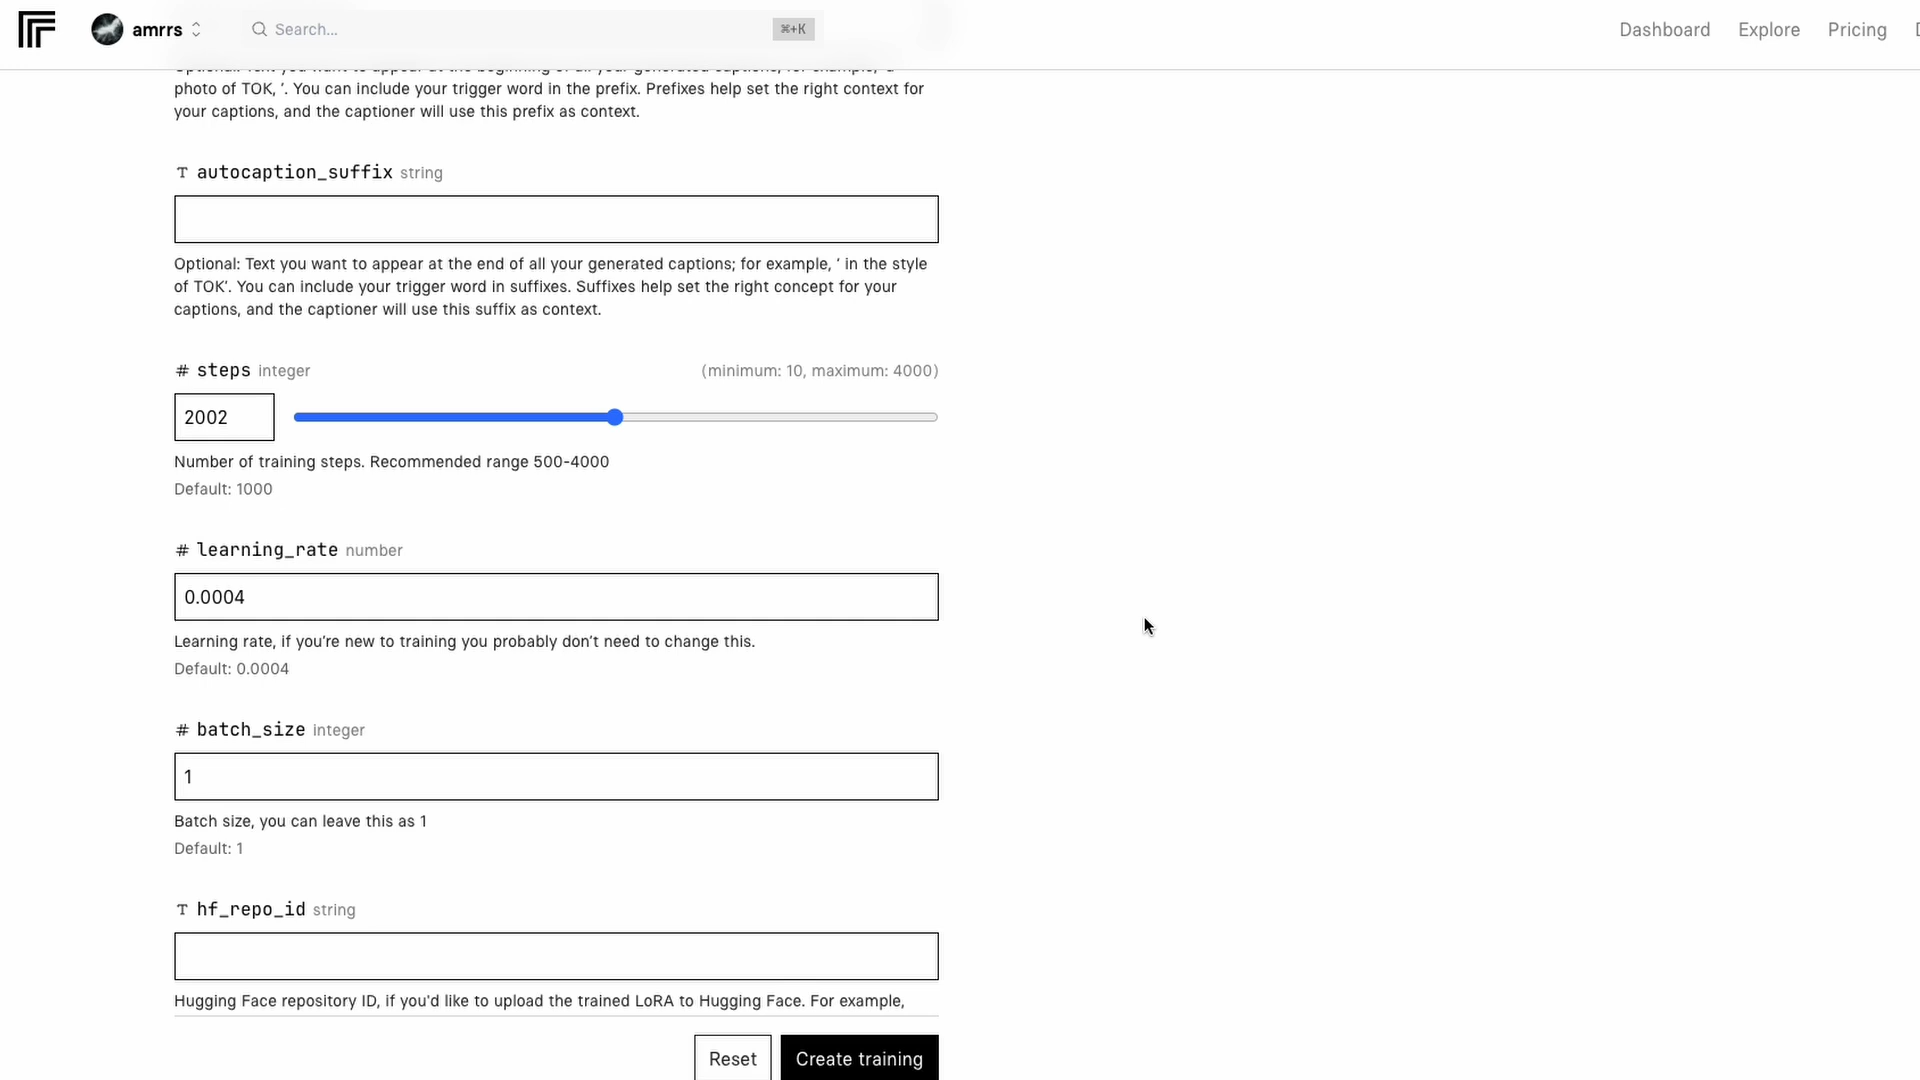 amrrs
Search...
⌘+K
Dashboard
Explore
Pricing
photo of TOK, ‘. You can include your trigger word in the prefix. Prefixes help set the right context for
your captions, and the captioner will use this prefix as context.
T autocaption_suffix string
Optional: Text you want to appear at the end of all your generated captions; for example, ‘ in the style
of TOK’. You can include your trigger word in suffixes. Suffixes help set the right concept for your
captions, and the captioner will use this suffix as context.
# steps integer
(minimum: 10, maximum: 4000)
2002
Number of training steps. Recommended range 500-4000
Default: 1000
# learning_rate number
0.0004
Learning rate, if you’re new to training you probably don’t need to change this.
Default: 0.0004
# batch_size integer
1
Batch size, you can leave this as 1
Default: 1
T hf_repo_id string
Hugging Face repository ID, if you'd like to upload the trained LoRA to Hugging Face. For example,
Reset
Create training